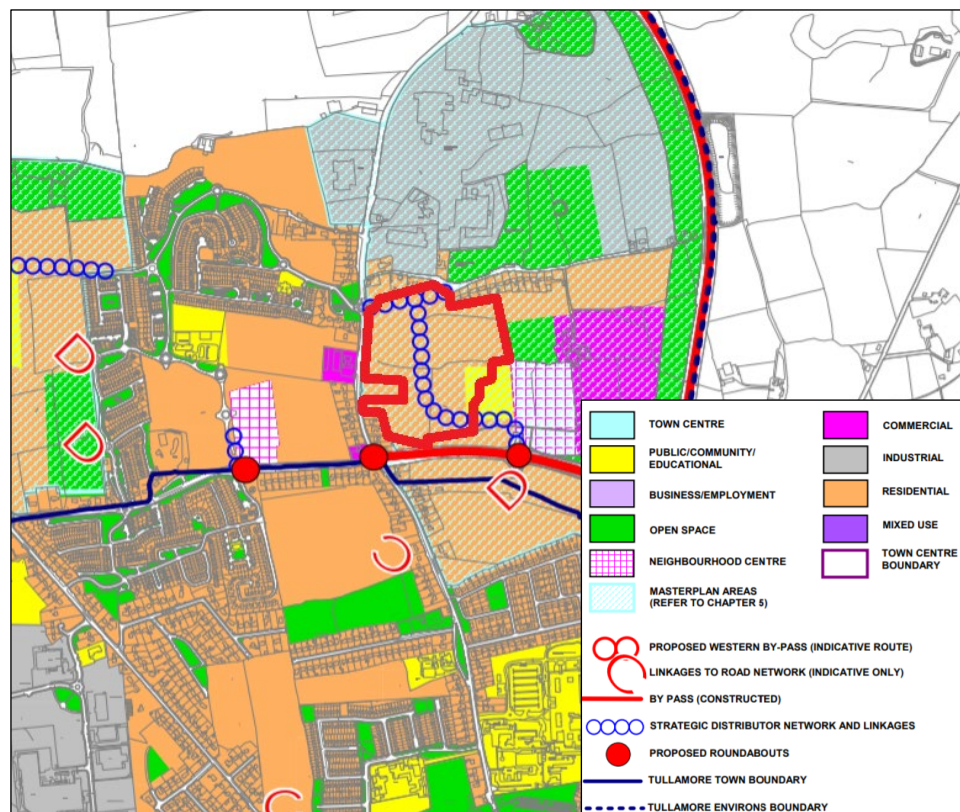 TOWN CENTRE
PUBLIC/COMMUNITY/
EDUCATIONAL
BUSINESS/EMPLOYMENT
OPEN SPACE
NEIGHBOURHOOD CENTRE
MASTERPLAN AREAS
(REFER TO CHAPTER 5)
COMMERCIAL
INDUSTRIAL
RESIDENTIAL
MIXED USE
TOWN CENTRE
BOUNDARY
PROPOSED WESTERN BY-PASS (INDICATIVE ROUTE)
LINKAGES TO ROAD NETWORK (INDICATIVE ONLY)
BY PASS (CONSTRUCTED)
STRATEGIC DISTRIBUTOR NETWORK AND LINKAGES
PROPOSED ROUNDABOUTS
TULLAMORE TOWN BOUNDARY
TULLAMORE ENVIRONS BOUNDARY